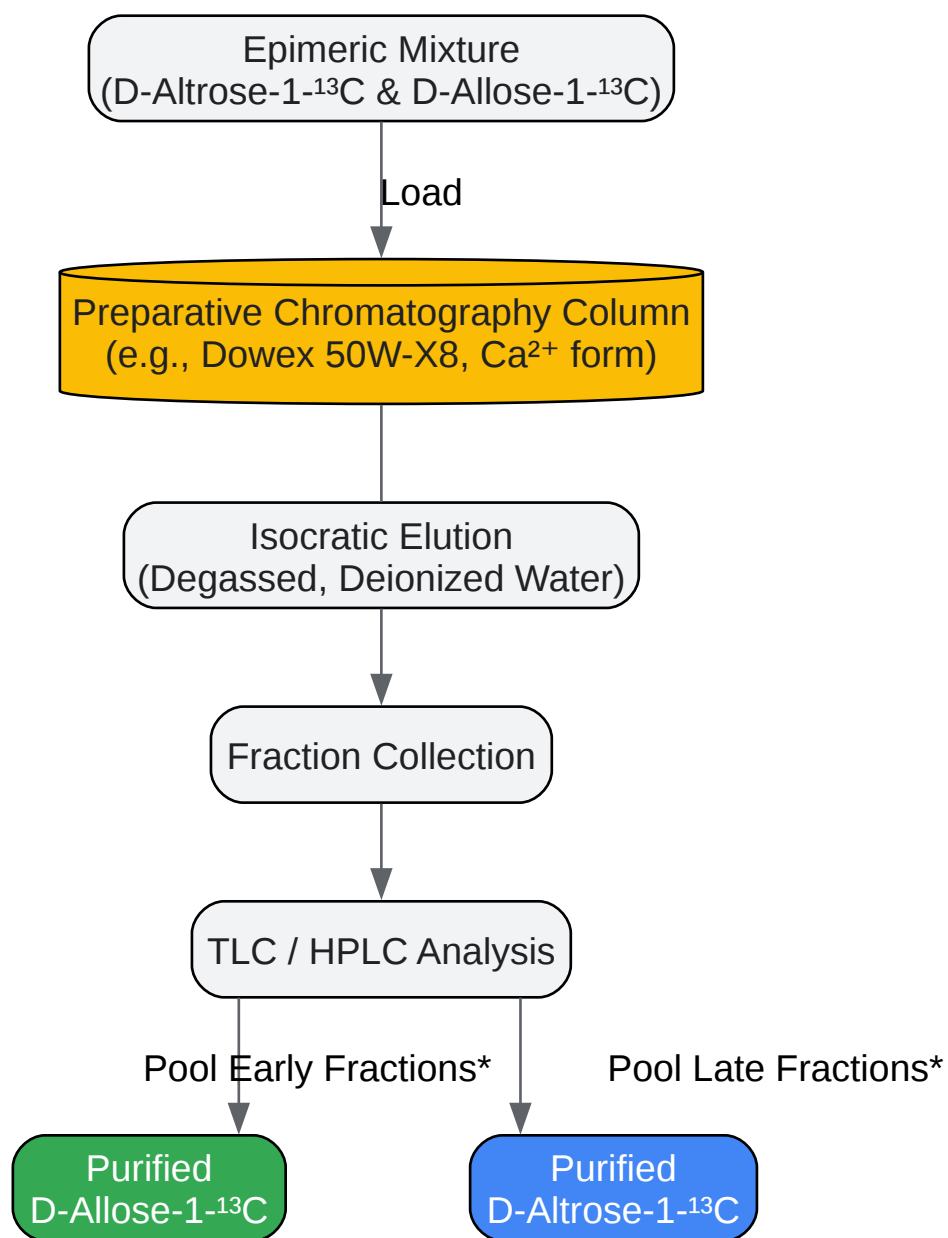 Epimeric Mixture
(D-Altrose-1-¹³C & D-Allose-1-¹³C)
Load
Preparative Chromatography Column
(e.g., Dowex 50W-X8, Ca²⁺ form)
Isocratic Elution
(Degassed, Deionized Water)
Fraction Collection
TLC / HPLC Analysis
Pool Early Fractions*
Pool Late Fractions*
Purified
D-Allose-1-¹³C
Purified
D-Altrose-1-¹³C